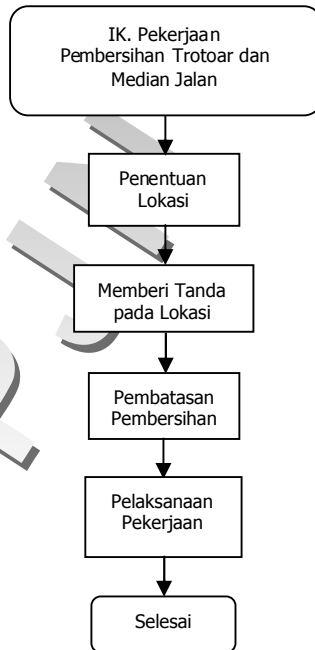 IK. Pekerjaan
Pembersihan Trotoar dan
Median Jalan
Penentuan
Lokasi
Memberi Tanda
pada Lokasi
Pembatasan
Pembersihan
Pelaksanaan
Pekerjaan
Selesai